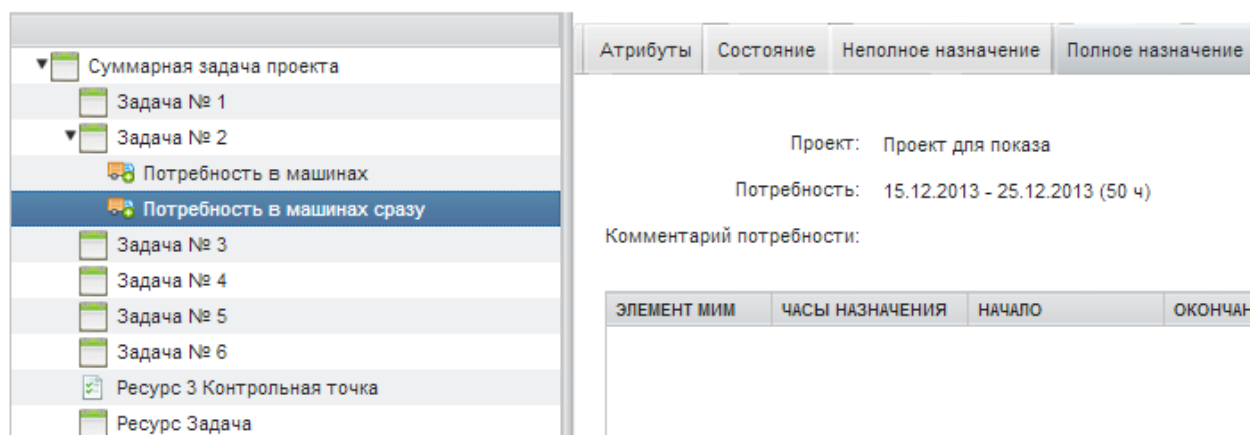 Суммарная задача проекта
Задача № 1
Задача № 2
Потребность в машинах
Потребность в машинах сразу
Задача № 3
Задача № 4
Задача № 5
Задача № 6
Ресурс 3 Контрольная точка
Ресурс Задача
Атрибуты Состояние Неполное назначение Полное назначение
Проект: Проект для показа
Потребность: 15.12.2013 - 25.12.2013 (50 ч)
Комментарий потребности:
ЭЛЕМЕНТ МИМ ЧАСЫ НАЗНАЧЕНИЯ НАЧАЛО ОКОНЧАН